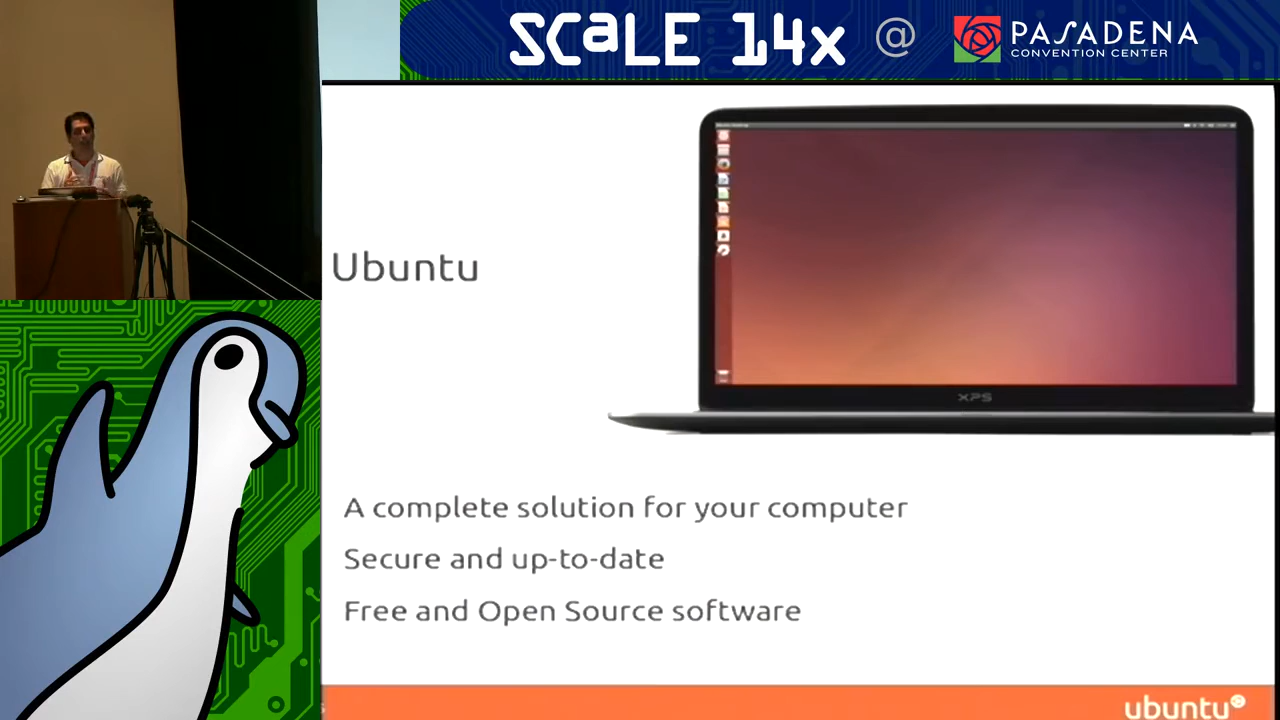 SCALE 14x @ PASADENA
CONVENTION CENTER
Ubuntu
XPS
A complete solution for your computer
Secure and up-to-date
Free and Open Source software
ubuntu